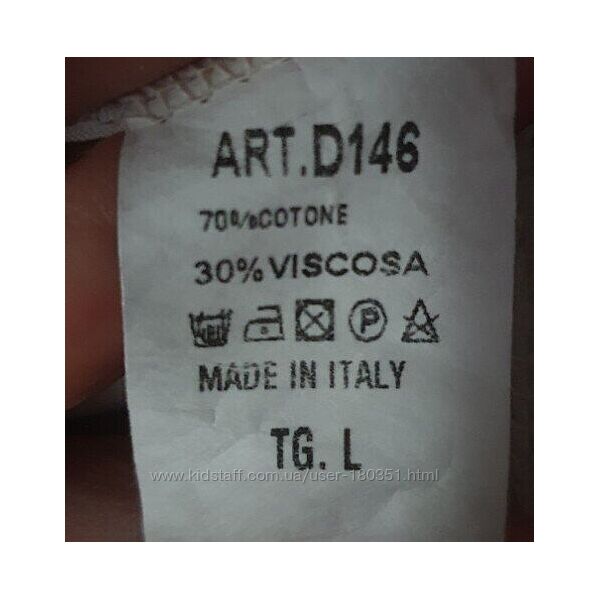 ART.D146
70%COTONE
30% VISCOSA
P
MADE IN ITALY
TG. L
www.kidstaff.com.ua/user-180351.html